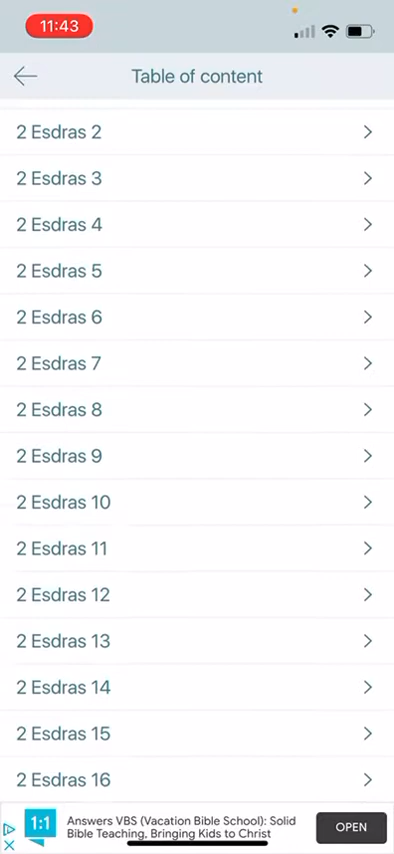 11:43
Table of content
2 Esdras 2
2 Esdras 3
2 Esdras 4
2 Esdras 5
2 Esdras 6
2 Esdras 7
2 Esdras 8
2 Esdras 9
2 Esdras 10
2 Esdras 11
2 Esdras 12
2 Esdras 13
2 Esdras 14
2 Esdras 15
2 Esdras 16
1:1
Answers VBS (Vacation Bible School): Solid
Bible Teaching, Bringing Kids to Christ
OPEN